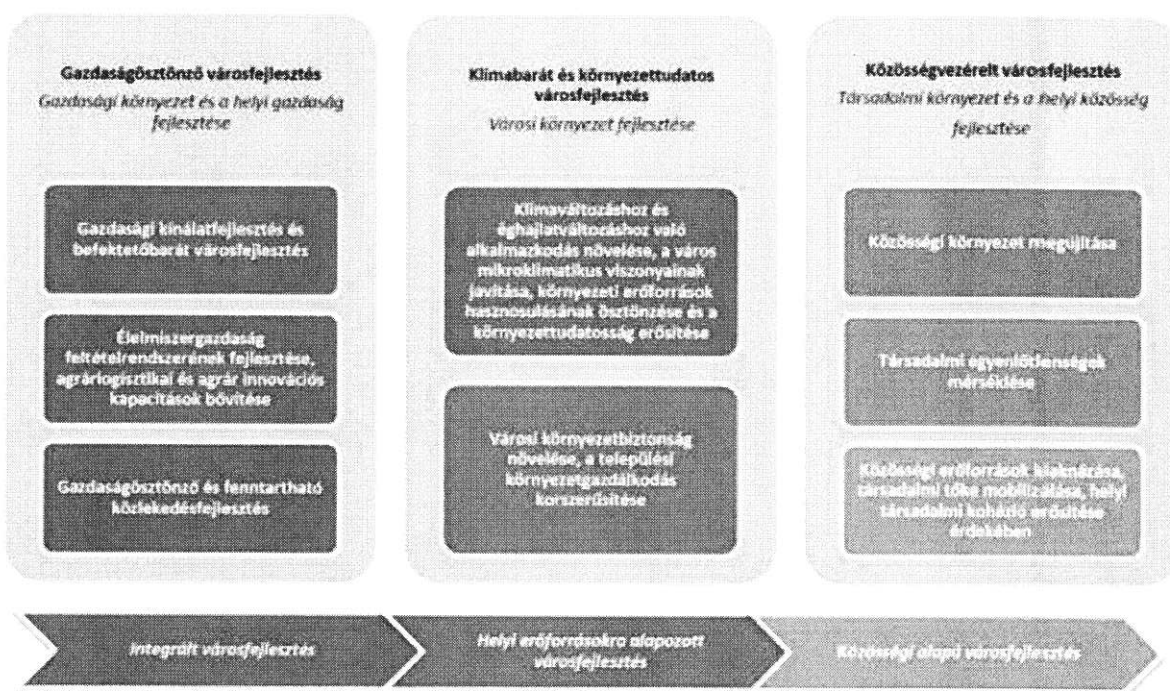 Gazdaságösztönző városfejlesztés
Gazdasági környezet és a helyi gazdaság
fejlesztése
Gazdasági kínálatfejlesztés és
befektetőbarát városfejlesztés
Élelmiszergazdaság
feltételrendszerének fejlesztése,
agrárlogisztikai és agrár innovációs
kapacitások bővítése
Gazdaságösztönző és fenntartható
közlekedésfejlesztés
Klímabarát és környezettudatos
városfejlesztés
Városi környezet fejlesztése
Klímaváltozáshoz és
éghajlatváltozáshoz való
alkalmazkodás növelése, a város
mikroklimatikus viszonyainak
javítása, környezeti erőforrások
hasznosulásának ösztönzése és a
környezettudatosság erősítése
Városi környezetbiztonság
növelése, a települési
környezetgazdálkodás
korszerűsítése
Közösségvezérelt városfejlesztés
Társadalmi környezet és a helyi közösség
fejlesztése
Közösségi környezet megújítása
Társadalmi egyenlőtlenségek
mérséklése
Közösségi erőforrások kiaknázása,
társadalmi tőke mobilizálása, helyi
társadalmi kohézió erősítése
érdekében
Integrált városfejlesztés
Helyi erőforrásokra alapozott
városfejlesztés
Közösségi alapú városfejlesztés